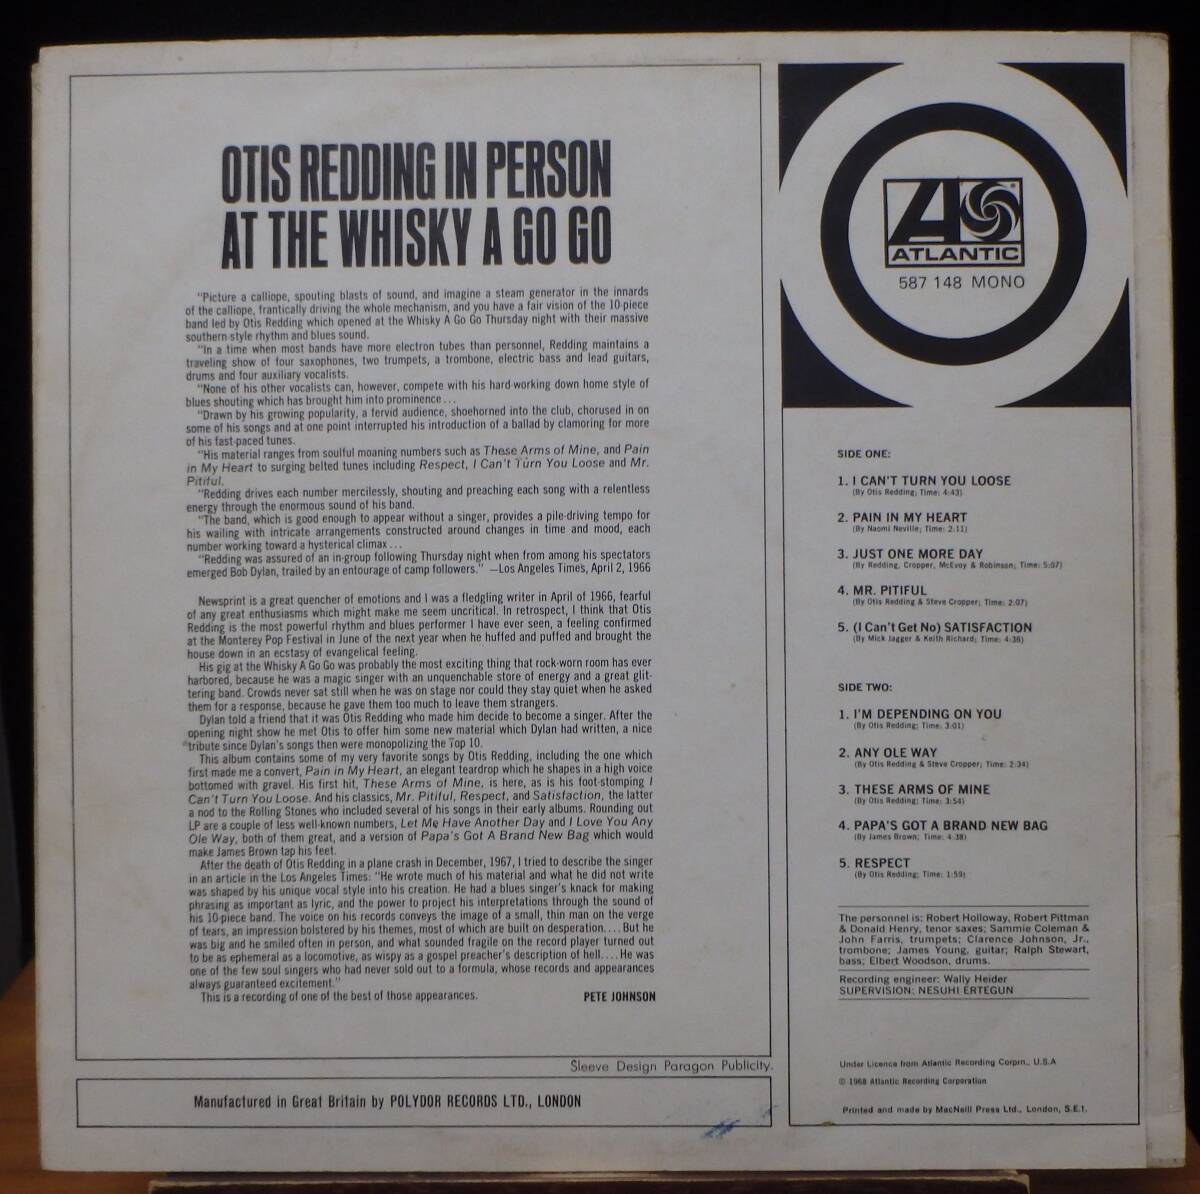 OTIS REDDING IN PERSON
AT THE WHISKY A GO GO
"Picture a calliope, spouting blasts of sound, and imagine a steam generator in the innards
of the calliope, frantically driving the whole mechanism, and you have a fair vision of the 10-piece
band led by Otis Redding which opened at the Whisky A Go Go Thursday night with their massive
southern-style rhythm and blues sound.
"In a time when most bands have more electron tubes than personnel, Redding maintains a
traveling show of four saxophones, two trumpets, a trombone, electric bass and lead guitars,
drums and four auxiliary vocalists.
"None of his other vocalists can, however, compete with his hard-working down home style of
blues shouting which has brought him into prominence ...
"Drawn by his growing popularity, a fervid audience, shoehorned into the club, chorused in on
some of his songs and at one point interrupted his introduction of a ballad by clamoring for more
of his fast-paced tunes.
"His material ranges from soulful moaning numbers such as These Arms of Mine, and Pain
in My Heart to surging belted tunes including Respect, I Can't Turn You Loose and Mr.
Pitiful.
"Redding drives each number mercilessly, shouting and preaching each song with a relentless
energy through the enormous sound of his band.
"The band, which is good enough to appear without a singer, provides a pile-driving tempo for
his wailing with intricate arrangements constructed around changes in time and mood, each
number working toward a hysterical climax ...
"Redding was assured of an in-group following Thursday night when from among his spectators
emerged Bob Dylan, trailed by an entourage of camp followers." —Los Angeles Times, April 2, 1966
Newsprint is a great quencher of emotions and I was a fledgling writer in April of 1966, fearful
of any great enthusiasms which might make me seem uncritical. In retrospect, I think that Otis
Redding is the most powerful rhythm and blues performer I have ever seen, a feeling confirmed
at the Monterey Pop Festival in June of the next year when he huffed and puffed and brought the
house down in an ecstasy of evangelical feeling.
His gig at the Whisky A Go Go was probably the most exciting thing that rock-worn room has ever
harbored, because he was a magic singer with an unquenchable store of energy and a great glit-
tering band. Crowds never sat still when he was on stage nor could they stay quiet when he asked
them for a response, because he gave them too much to leave them strangers.
Dylan told a friend that it was Otis Redding who made him decide to become a singer. After the
opening night show he met Otis to offer him some new material which Dylan had written, a nice
tribute since Dylan's songs then were monopolizing the Top 10.
This album contains some of my very favorite songs by Otis Redding, including the one which
first made me a convert, Pain in My Heart, an elegant teardrop which he shapes in a high voice
bottomed with gravel. His first hit, These Arms of Mine, is here, as is his foot-stomping I
Can't Turn You Loose. And his classics, Mr. Pitiful, Respect, and Satisfaction, the latter
a nod to the Rolling Stones who included several of his songs in their early albums. Rounding out
LP are a couple of less well-known numbers, Let Me Have Another Day and I Love You Any
Ole Way, both of them great, and a version of Papa's Got A Brand New Bag which would
make James Brown tap his feet.
After the death of Otis Redding in a plane crash in December, 1967, I tried to describe the singer
in an article in the Los Angeles Times: "He wrote much of his material and what he did not write
was shaped by his unique vocal style into his creation. He had a blues singer's knack for making
phrasing as important as lyric, and the power to project his interpretations through the sound of
his 10-piece band. The voice on his records conveys the image of a small, thin man on the verge
of tears, an impression bolstered by his themes, most of which are built on desperation.... But he
was big and he smiled often in person, and what sounded fragile on the record player turned out
to be as ephemeral as a locomotive, as wispy as a gospel preacher's description of hell.... He was
one of the few soul singers who had never sold out to a formula, whose records and appearances
always guaranteed excitement."
This is a recording of one of the best of those appearances. PETE JOHNSON
Sleeve Design Paragon Publicity.
Manufactured in Great Britain by POLYDOR RECORDS LTD., LONDON
A
ATLANTIC
587 148 MONO
SIDE ONE:
1. I CAN'T TURN YOU LOOSE
(By Otis Redding; Time: 4:43)
2. PAIN IN MY HEART
(By Naomi Neville; Time: 2:11)
3. JUST ONE MORE DAY
(By Redding, Cropper, McEvoy & Robinson; Time: 5:07)
4. MR. PITIFUL
(By Otis Redding & Steve Cropper; Time: 2:07)
5. (I Can't Get No) SATISFACTION
(By Mick Jagger & Keith Richard; Time: 4:36)
SIDE TWO:
1. I'M DEPENDING ON YOU
(By Otis Redding; Time: 3:01)
2. ANY OLE WAY
(By Otis Redding & Steve Cropper; Time: 2:34)
3. THESE ARMS OF MINE
(By Otis Redding; Time: 3:54)
4. PAPA'S GOT A BRAND NEW BAG
(By James Brown; Time: 4:38)
5. RESPECT
(By Otis Redding; Time: 1:59)
The personnel is: Robert Holloway, Robert Pittman
& Donald Henry, tenor saxes; Sammie Coleman &
John Farris, trumpets; Clarence Johnson, Jr.,
trombone; James Young, guitar; Ralph Stewart,
bass; Elbert Woodson, drums.
Recording engineer: Wally Heider
SUPERVISION: NESUHI ERTEGUN
Under Licence from Atlantic Recording Corprn., U.S.A
© 1968 Atlantic Recording Corporation
Printed and made by MacNeill Press Ltd., London, S.E.1.